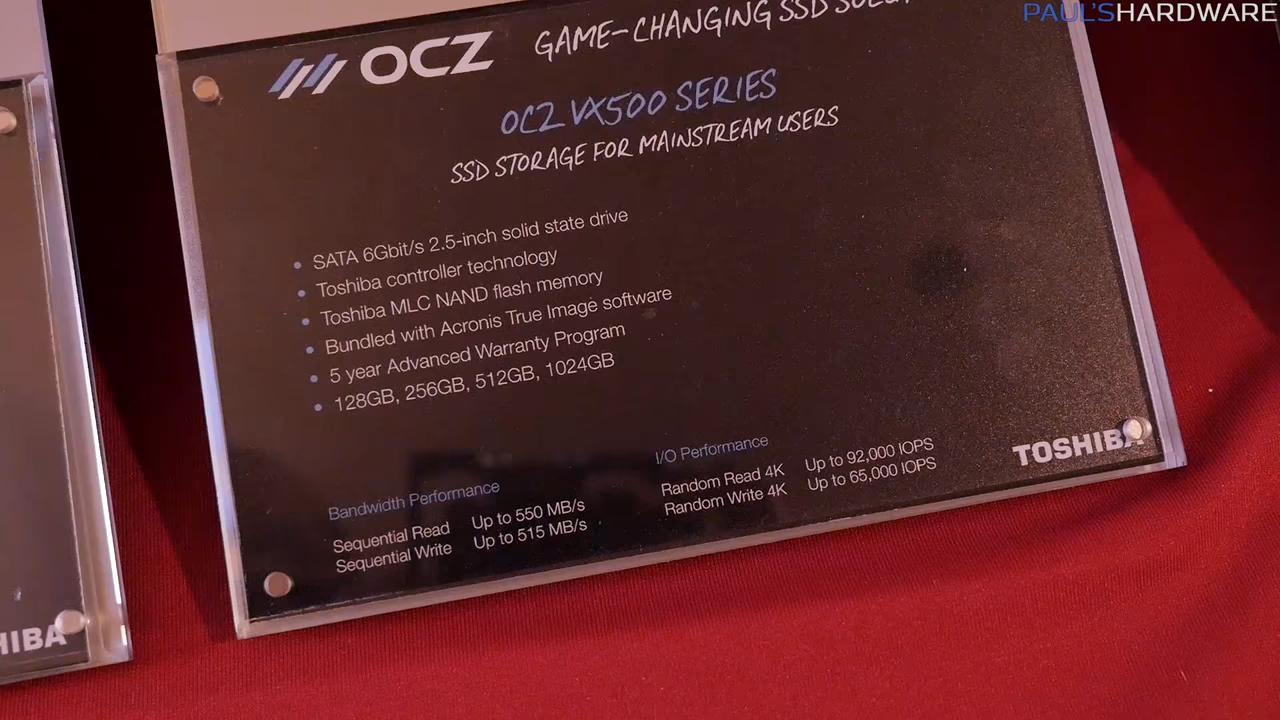 PAUL'SHARDWARE
OCZ
GAME-CHANGING SSD
OCZ VX500 SERIES
SSD STORAGE FOR MAINSTREAM USERS
• SATA 6Gbit/s 2.5-inch solid state drive
• Toshiba controller technology
• Toshiba MLC NAND flash memory
• Bundled with Acronis True Image software
• 5 year Advanced Warranty Program
• 128GB, 256GB, 512GB, 1024GB
Bandwidth Performance
Sequential Read Up to 550 MB/s
Sequential Write Up to 515 MB/s
I/O Performance
Random Read 4K Up to 92,000 IOPS
Random Write 4K Up to 65,000 IOPS
TOSHIBA
HIBA